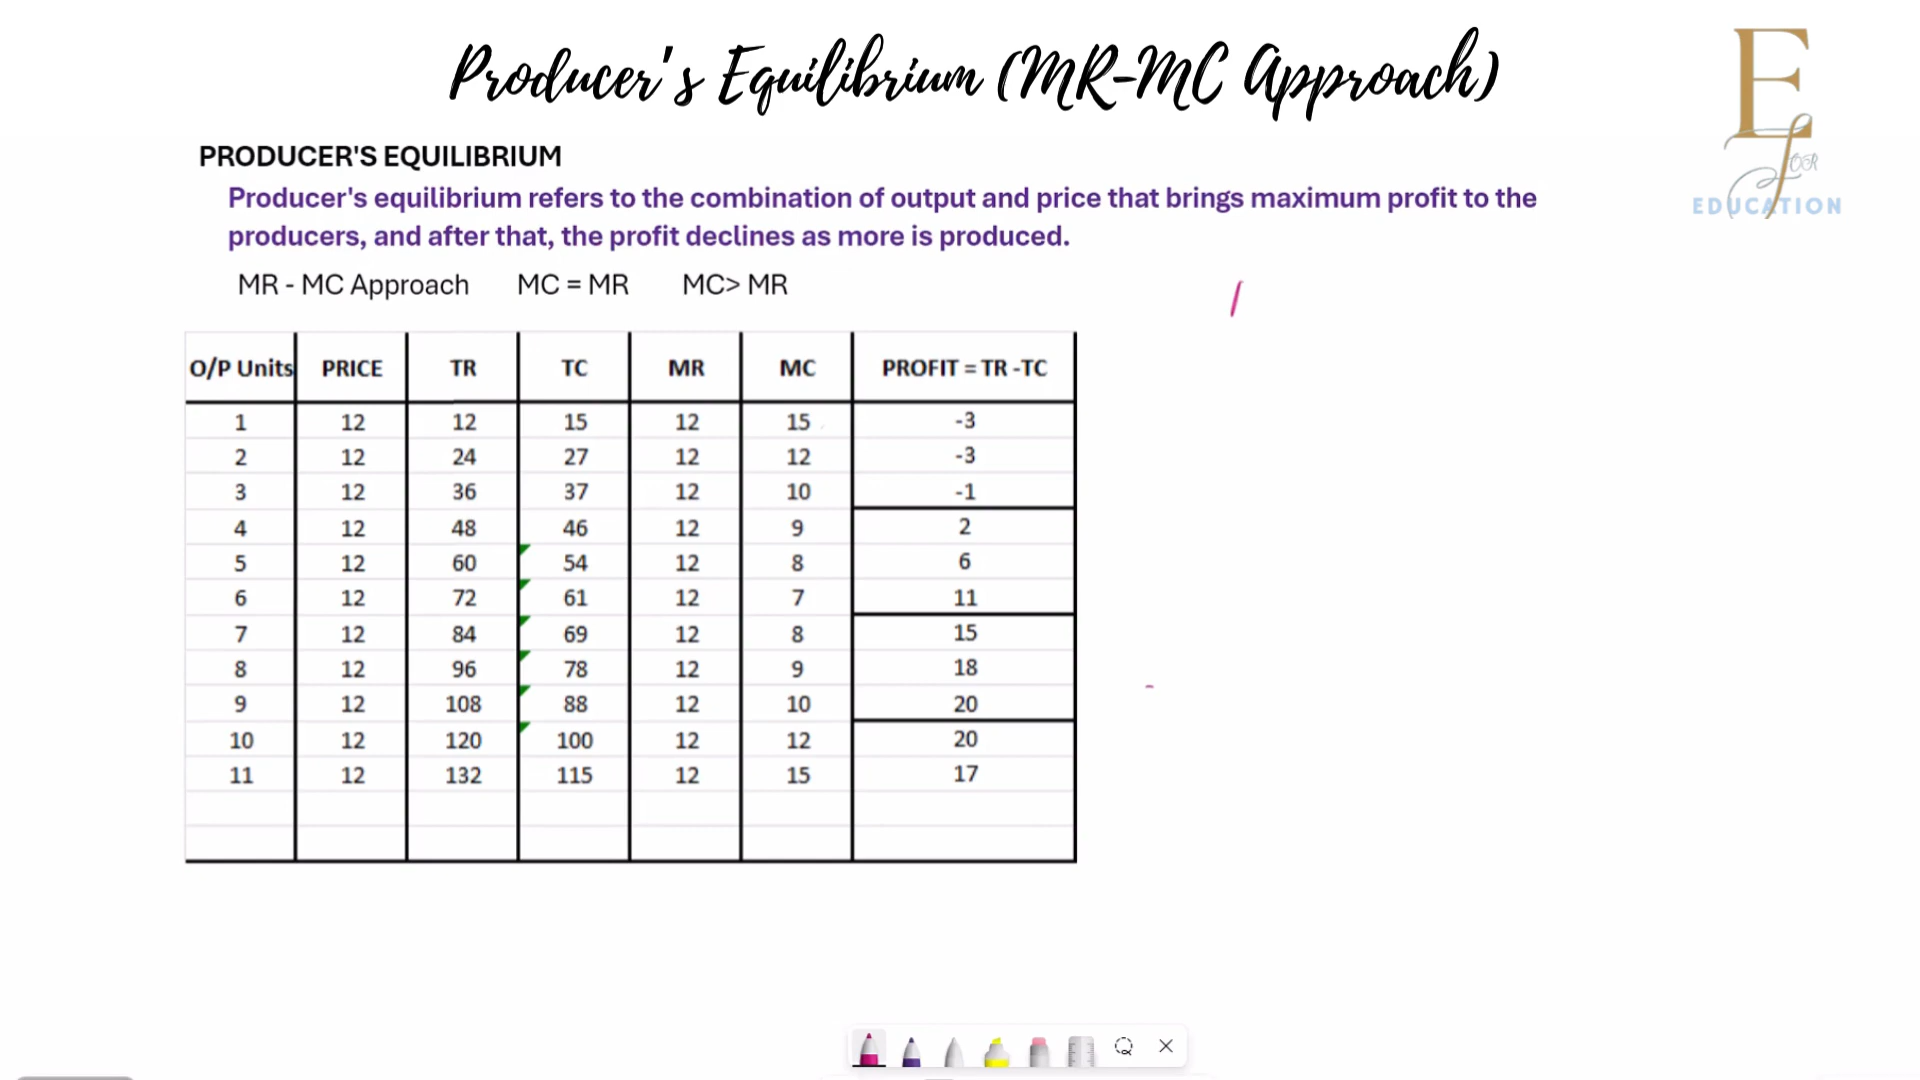 Producer's Equilibrium (MR-MC Approach)
E
for
EDUCATION
PRODUCER'S EQUILIBRIUM
Producer's equilibrium refers to the combination of output and price that brings maximum profit to the
producers, and after that, the profit declines as more is produced.
MR - MC Approach MC = MR MC> MR
O/P Units PRICE TR TC MR MC PROFIT = TR -TC
1 12 12 15 12 15 -3
2 12 24 27 12 12 -3
3 12 36 37 12 10 -1
4 12 48 46 12 9 2
5 12 60 54 12 8 6
6 12 72 61 12 7 11
7 12 84 69 12 8 15
8 12 96 78 12 9 18
9 12 108 88 12 10 20
10 12 120 100 12 12 20
11 12 132 115 12 15 17